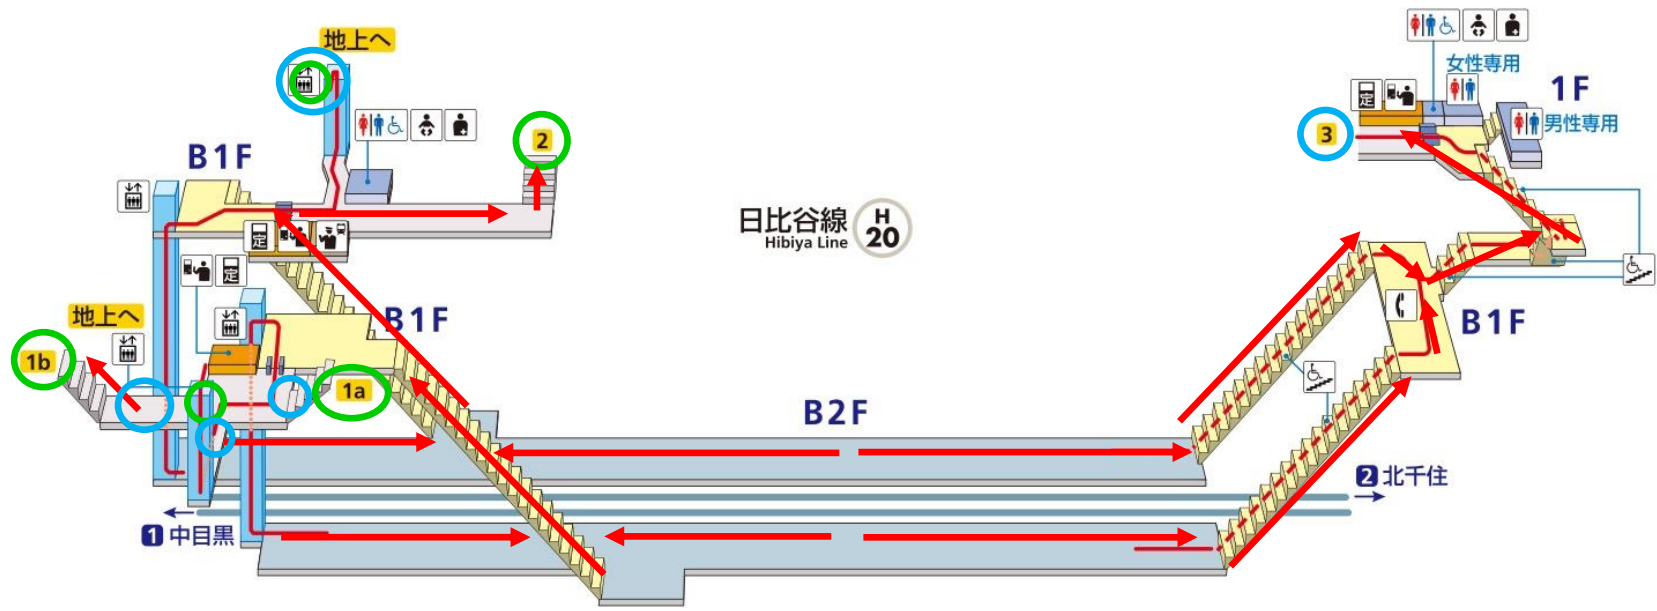 地上へ
女性専用
1F
男性専用
3
2
B1F
定
定
日比谷線
Hibiya Line
H
20
定
地上へ
B1F
B1F
1b
1a
B2F
2 北千住
1 中目黒